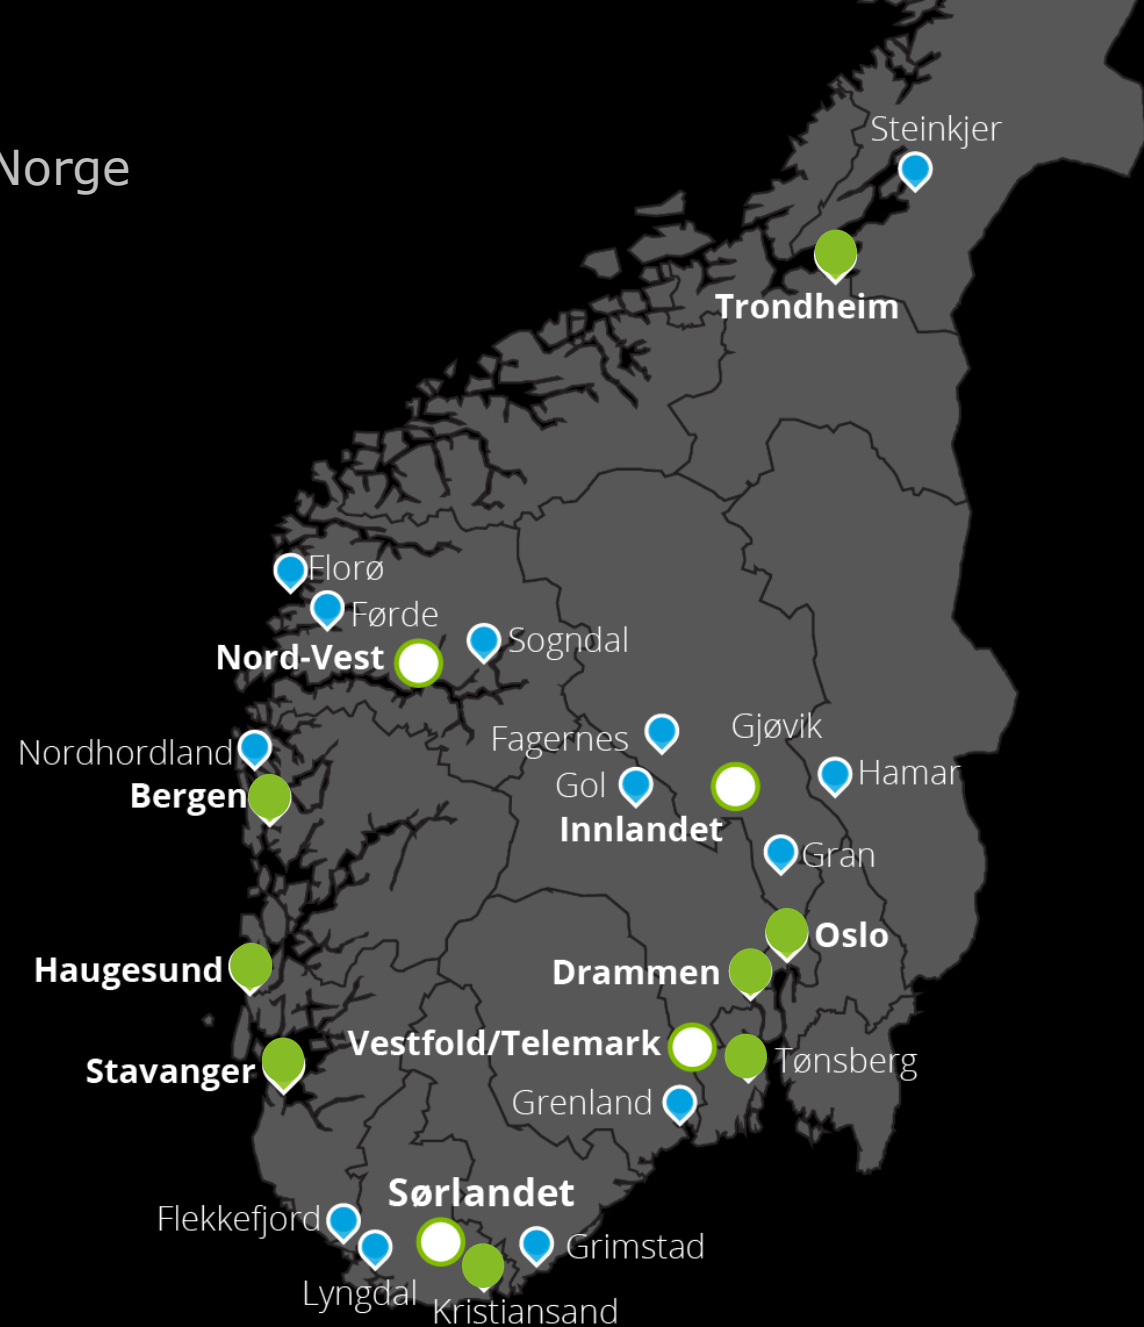 Steinkjer
Norge
Trondheim
Florø
Førde
Sogndal
Nord-Vest
Gjøvik
Fagernes
Nordhordland
Hamar
Gol
Bergen
Innlandet
Gran
Oslo
Haugesund
Drammen
Vestfold/Telemark
Tønsberg
Stavanger
Grenland
Sørlandet
Flekkefjord
Grimstad
Lyngdal
Kristiansand